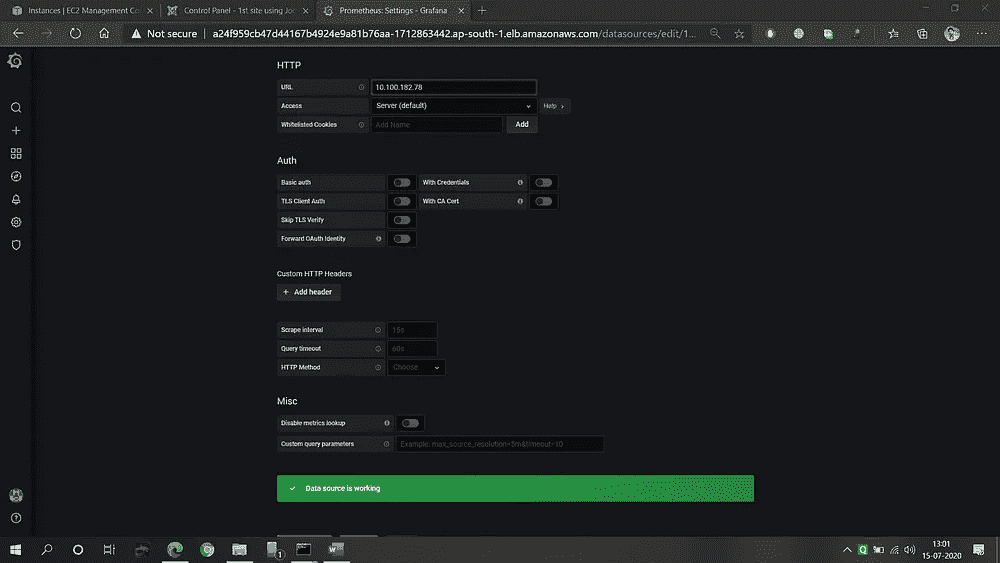 Instances | EC2 Management Co
Control Panel - 1st site using Joo
Prometheus: Settings - Grafana
Not secure | a24f959cb47d44167b4924e9a81b76aa-1712863442.ap-south-1.elb.amazonaws.com/datasources/edit/1...
HTTP
URL 10.100.182.78
Access Server (default) Help >
Whitelisted Cookies Add Name Add
Auth
Basic auth With Credentials
TLS Client Auth With CA Cert
Skip TLS Verify
Forward OAuth Identity
Custom HTTP Headers
+ Add header
Scrape interval 15s
Query timeout 60s
HTTP Method Choose
Misc
Disable metrics lookup
Custom query parameters Example: max_source_resolution=5m&timeout=10
Data source is working
1
13:01
15-07-2020